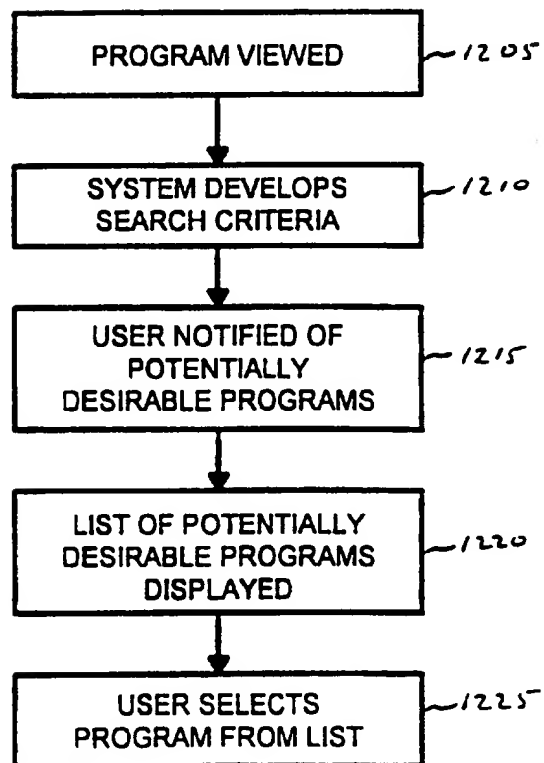 PROGRAM VIEWED
1205
SYSTEM DEVELOPS
SEARCH CRITERIA
1210
USER NOTIFIED OF
POTENTIALLY
DESIRABLE PROGRAMS
1215
LIST OF POTENTIALLY
DESIRABLE PROGRAMS
DISPLAYED
1220
USER SELECTS
PROGRAM FROM LIST
1225